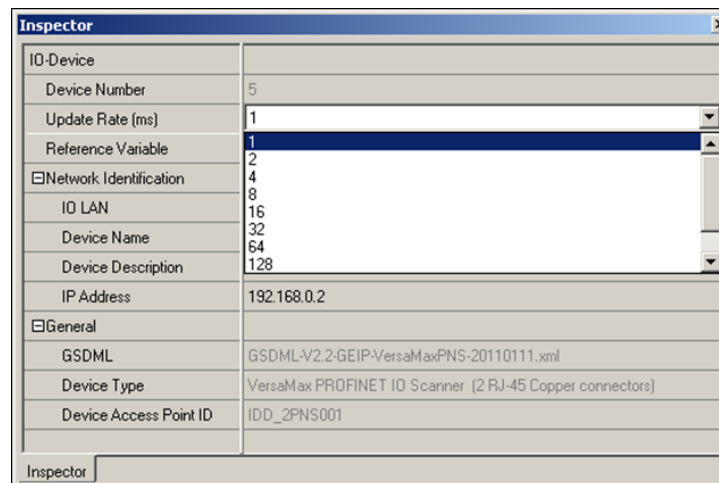 Inspector
IO-Device
Device Number 5
Update Rate (ms) 1
Reference Variable 1
2
Network Identification 4
8
IO LAN 16
32
Device Name 64
Device Description 128
IP Address 192.168.0.2
General
GSDML GSDML-V2.2-GEIP-VersaMaxPNS-20110111.xml
Device Type VersaMax PROFINET IO Scanner (2 RJ-45 Copper connectors)
Device Access Point ID IDD_2PNS001
Inspector